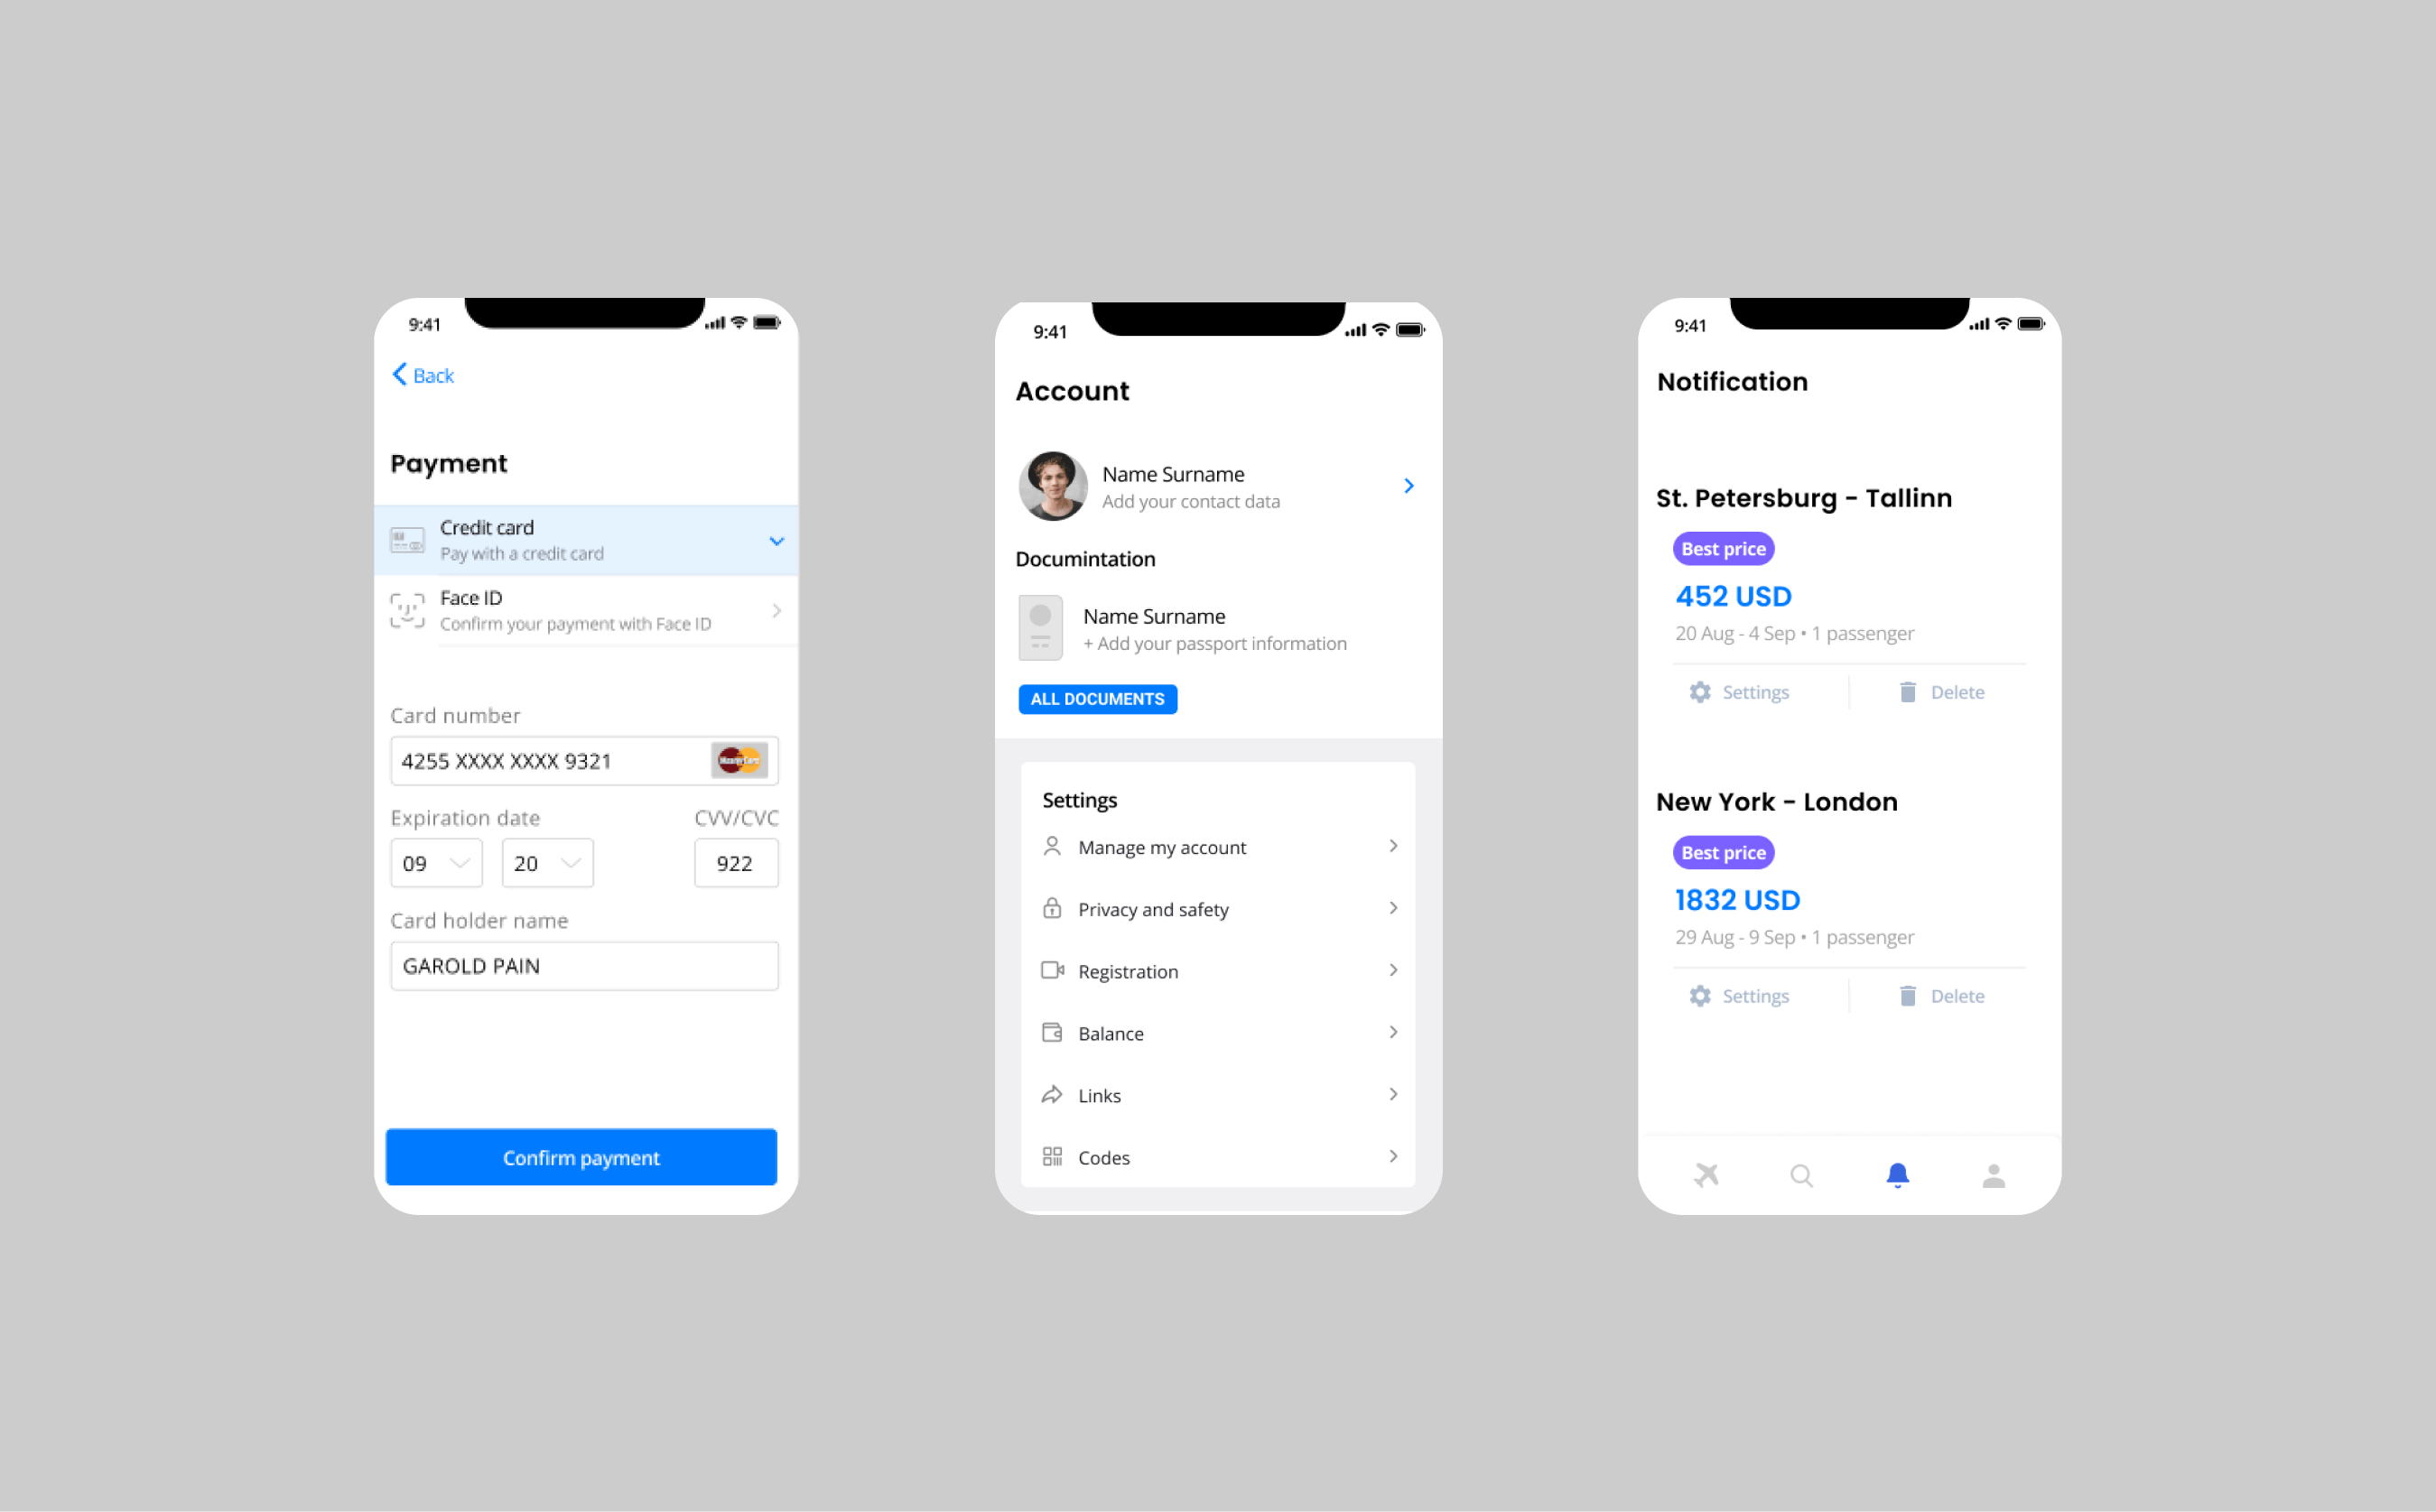 9:41
Back
Payment
Credit card
Pay with a credit card
Face ID
Confirm your payment with Face ID
Card number
4255 XXXX XXXX 9321
Expiration date
CVV/CVC
09
20
922
Card holder name
GAROLD PAIN
Confirm payment
9:41
Account
Name Surname
Add your contact data
Documintation
Name Surname
+ Add your passport information
ALL DOCUMENTS
Settings
Manage my account
Privacy and safety
Registration
Balance
Links
Codes
9:41
Notification
St. Petersburg - Tallinn
Best price
452 USD
20 Aug - 4 Sep • 1 passenger
Settings
Delete
New York - London
Best price
1832 USD
29 Aug - 9 Sep • 1 passenger
Settings
Delete